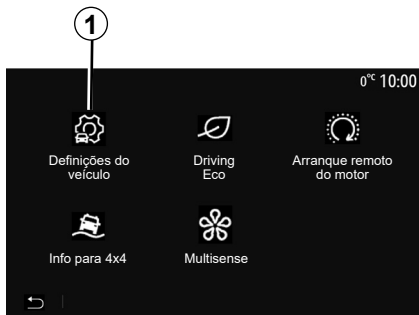 1
0°C 10:00
Definições do
veículo
Driving
Eco
Arranque remoto
do motor
Info para 4x4
Multisense